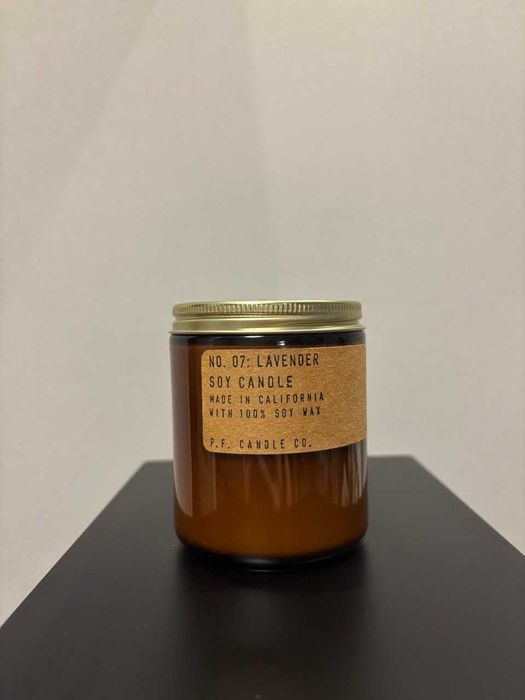 NO. 07: LAVENDER
SOY CANDLE
MADE IN CALIFORNIA
WITH 100% SOY WAX
P.F. CANDLE CO.